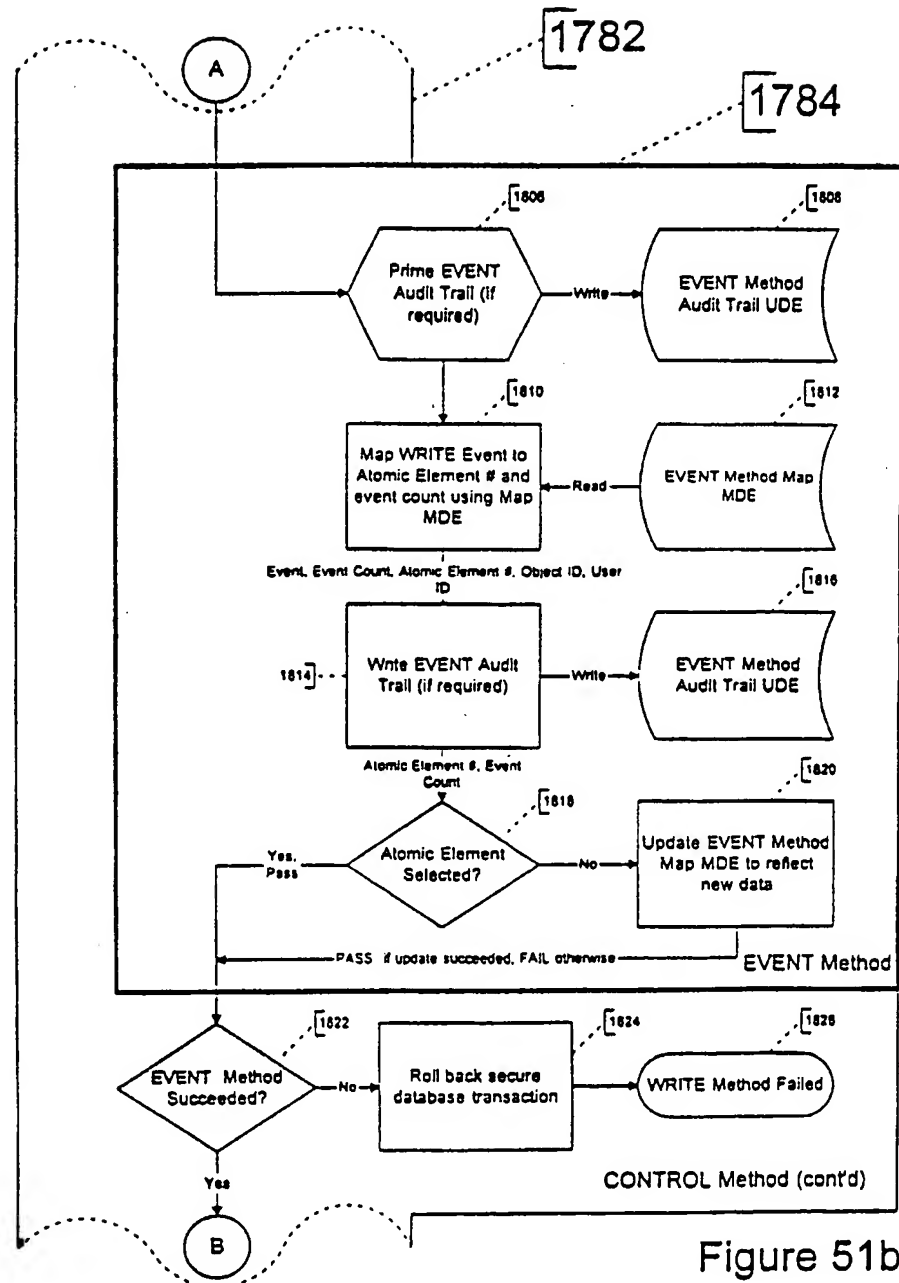 1782
A
1784
1806
1808
Prime EVENT
Audit Trail (if
required)
Write
EVENT Method
Audit Trail UDE
1810
1812
Map WRITE Event to
Atomic Element # and
event count using Map
MDE
Read
EVENT Method Map
MDE
Event, Event Count, Atomic Element #, Object ID, User
ID
1816
1814
Write EVENT Audit
Trail (if required)
Write
EVENT Method
Audit Trail UDE
Atomic Element #, Event
Count
1818
1820
Yes,
Pass
Atomic Element
Selected?
No
Update EVENT Method
Map MDE to reflect
new data
PASS if update succeeded, FAIL otherwise
EVENT Method
1822
1824
1826
EVENT Method
Succeeded?
No
Roll back secure
database transaction
WRITE Method Failed
Yes
CONTROL Method (cont'd)
B
Figure 51b